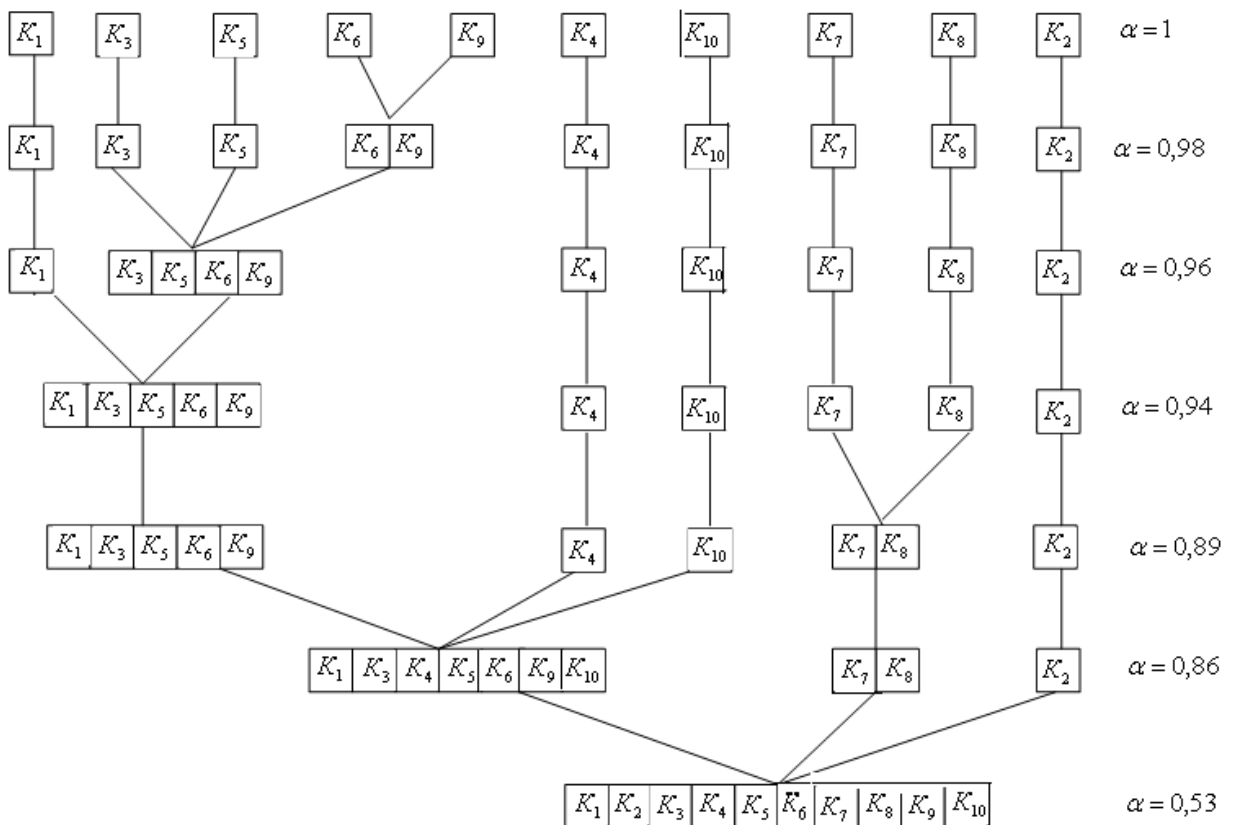 K₁ K₃ K₅ K₆ K₉ K₄ K₁₀ K₇ K₈ K₂ α = 1
K₁ K₃ K₅ K₆ K₉ K₄ K₁₀ K₇ K₈ K₂ α = 0,98
K₁ K₃ K₅ K₆ K₉ K₄ K₁₀ K₇ K₈ K₂ α = 0,96
K₁ K₃ K₅ K₆ K₉ K₄ K₁₀ K₇ K₈ K₂ α = 0,94
K₁ K₃ K₅ K₆ K₉ K₄ K₁₀ K₇ K₈ K₂ α = 0,89
K₁ K₃ K₄ K₅ K₆ K₉ K₁₀ K₇ K₈ K₂ α = 0,86
K₁ K₂ K₃ K₄ K₅ K₆ K₇ K₈ K₉ K₁₀ α = 0,53